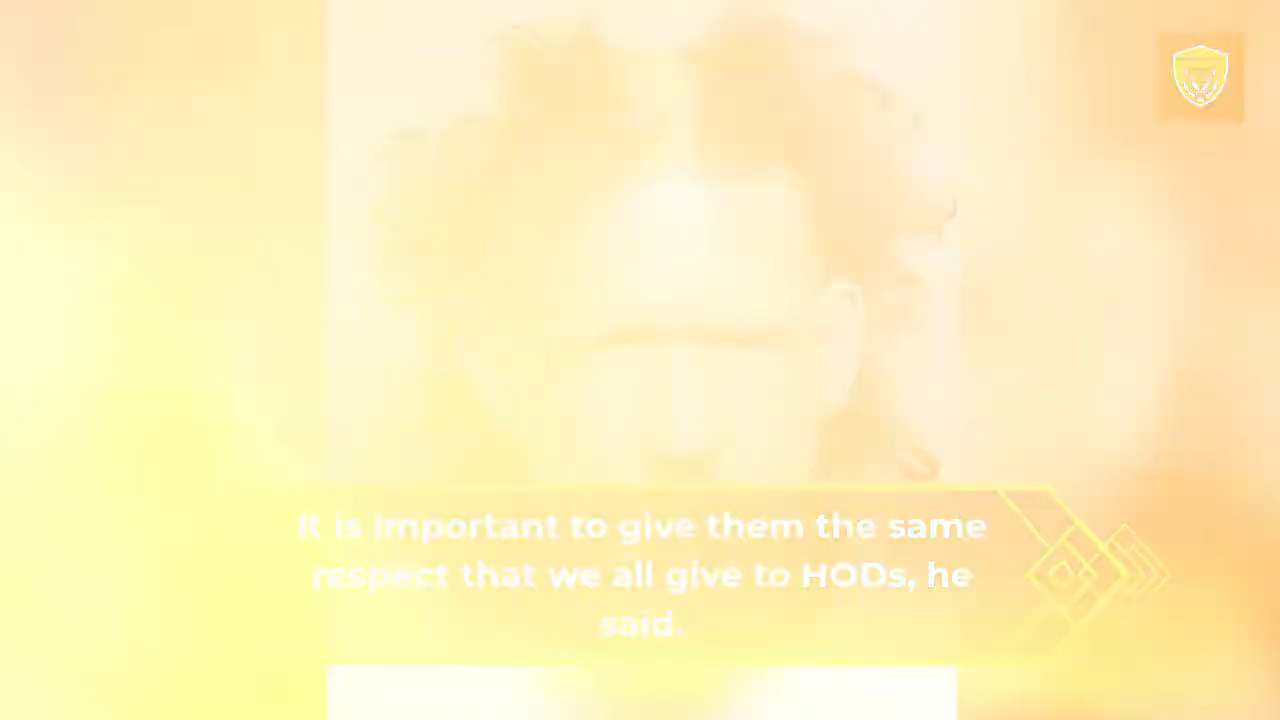 It is important to give them the same
respect that we all give to HODs, he
said.